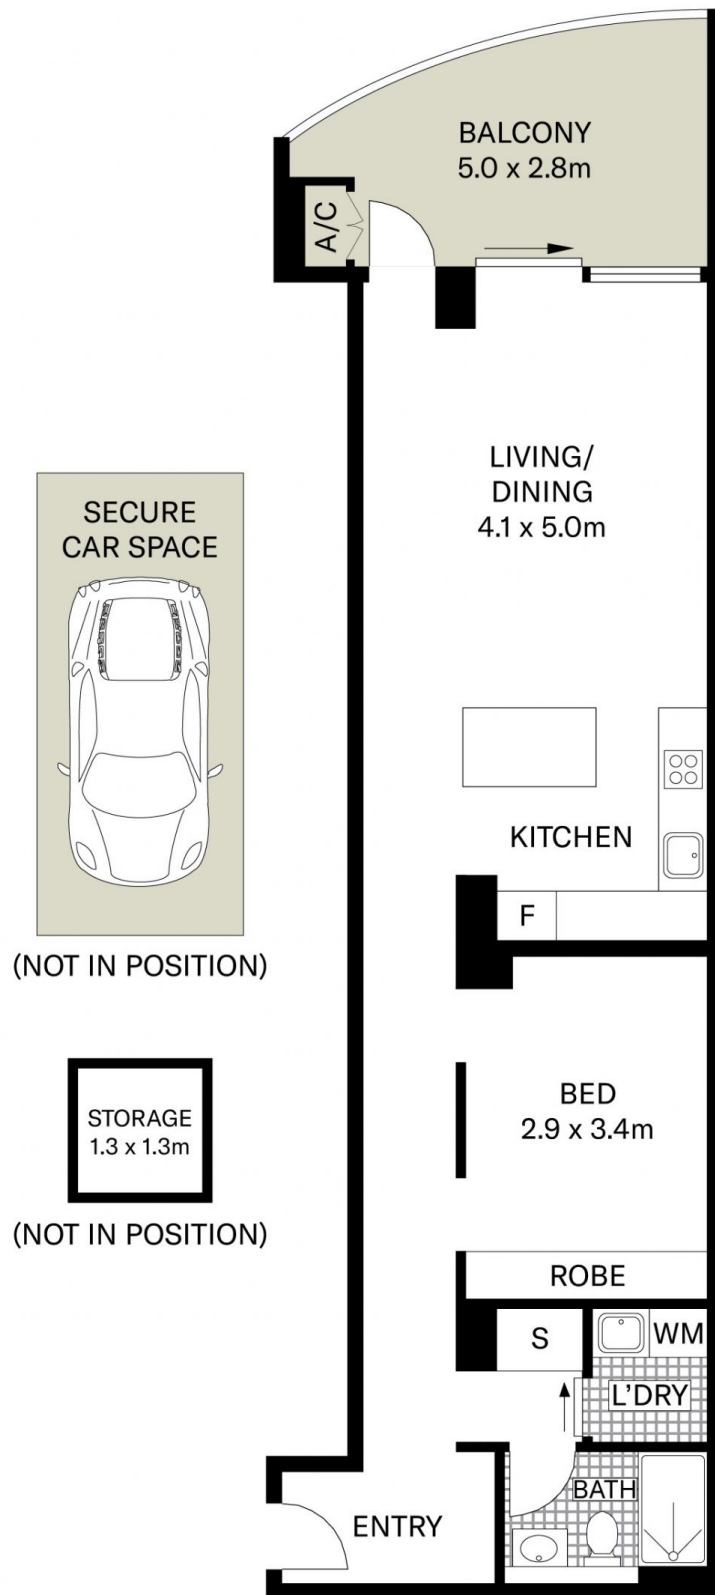 BALCONY
5.0 x 2.8m
A/C
LIVING/
DINING
4.1 x 5.0m
SECURE
CAR SPACE
(NOT IN POSITION)
KITCHEN
F
STORAGE
1.3 x 1.3m
(NOT IN POSITION)
BED
2.9 x 3.4m
ROBE
S
WM
L'DRY
BATH
ENTRY